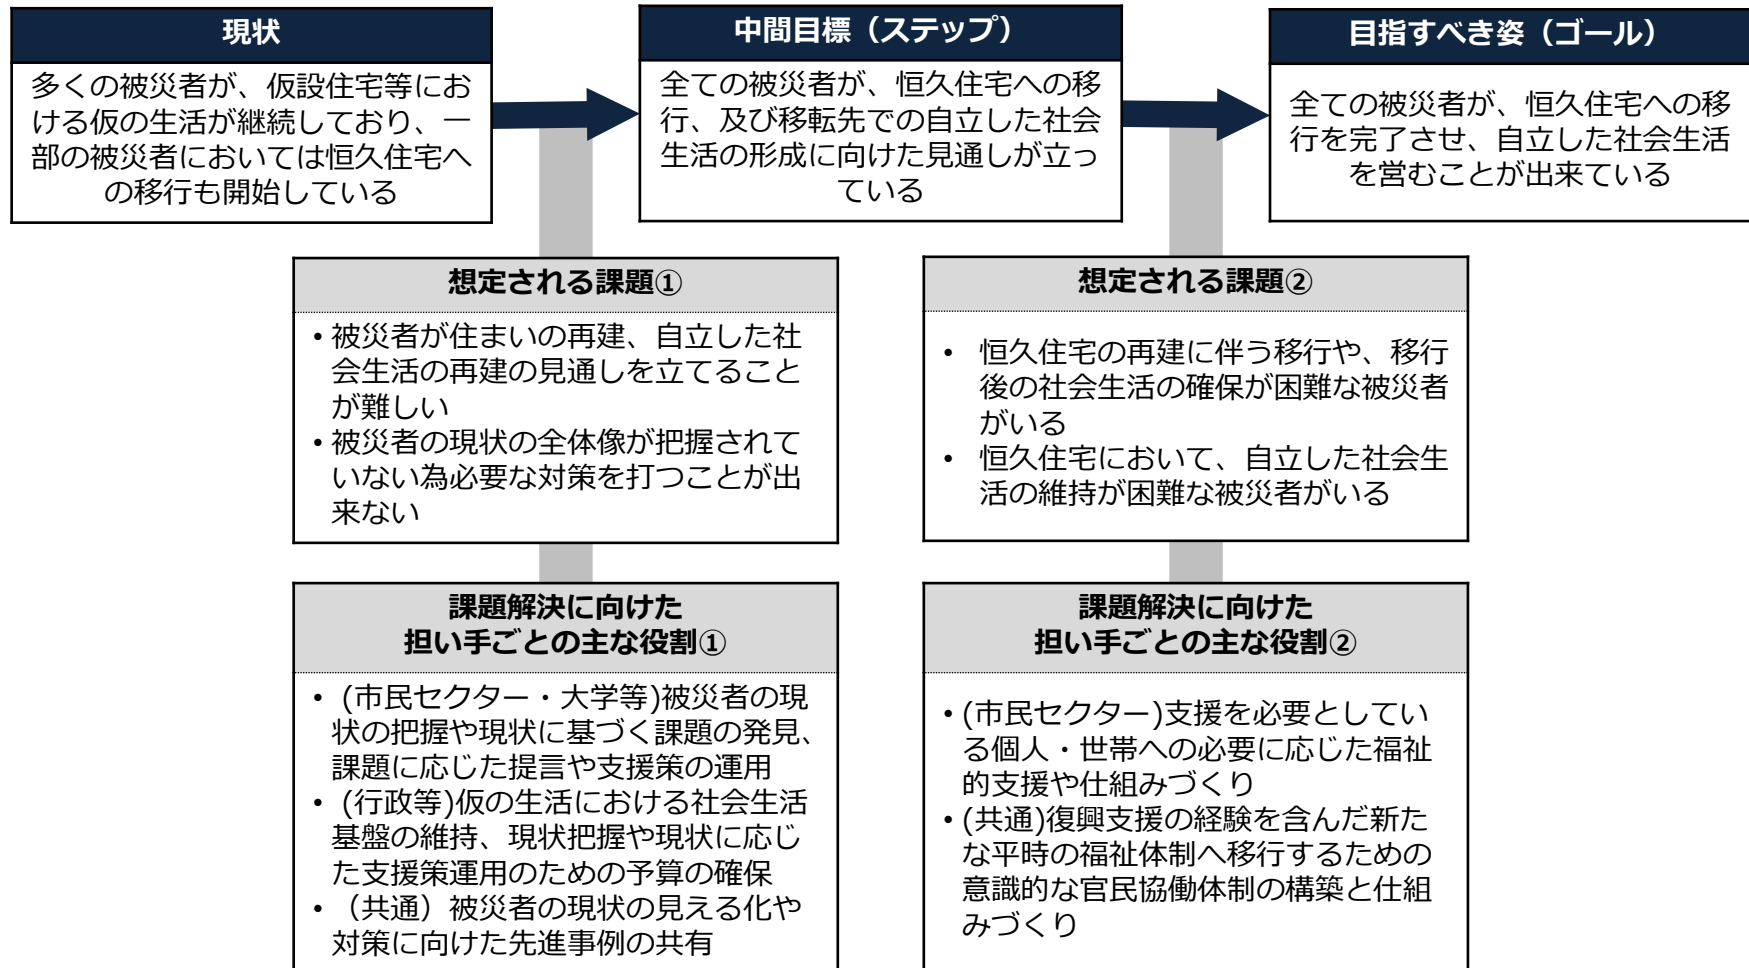 現状
多くの被災者が、仮設住宅等にお
ける仮の生活が継続しており、一
部の被災者においては恒久住宅へ
の移行も開始している
中間目標（ステップ）
全ての被災者が、恒久住宅への移
行、及び移転先での自立した社会
生活の形成に向けた見通しが立っ
ている
目指すべき姿（ゴール）
全ての被災者が、恒久住宅への移
行を完了させ、自立した社会生活
を営むことが出来ている
想定される課題①
• 被災者が住まいの再建、自立した社
会生活の再建の見通しを立てること
が難しい
• 被災者の現状の全体像が把握されて
いない為必要な対策を打つことが出
来ない
想定される課題②
• 恒久住宅の再建に伴う移行や、移行
後の社会生活の確保が困難な被災者
がいる
• 恒久住宅において、自立した社会生
活の維持が困難な被災者がいる
課題解決に向けた
担い手ごとの主な役割①
• (市民セクター・大学等)被災者の現
状の把握や現状に基づく課題の発見、
課題に応じた提言や支援策の運用
• (行政等)仮の生活における社会生活
基盤の維持、現状把握や現状に応じ
た支援策運用のための予算の確保
• （共通）被災者の現状の見える化や
対策に向けた先進事例の共有
課題解決に向けた
担い手ごとの主な役割②
• (市民セクター)支援を必要としてい
る個人・世帯への必要に応じた福祉
的支援や仕組みづくり
• (共通)復興支援の経験を含んだ新た
な平時の福祉体制へ移行するための
意識的な官民協働体制の構築と仕組
みづくり